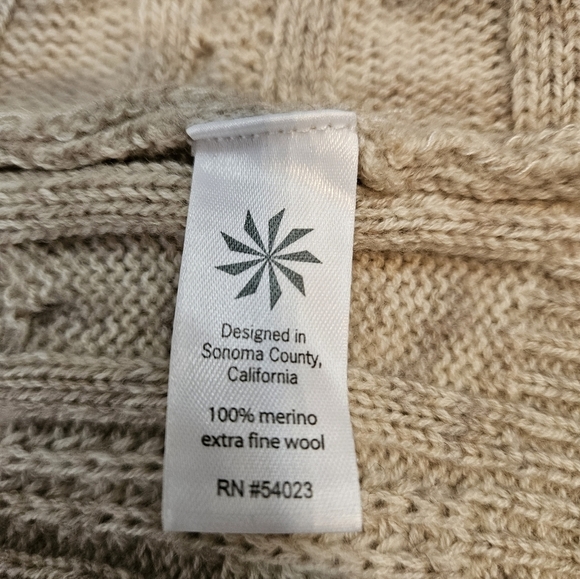 Designed in
Sonoma County,
California
100% merino
extra fine wool
RN #54023